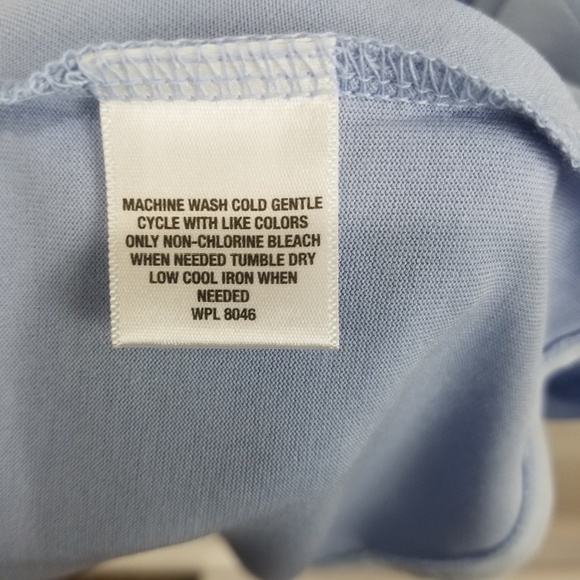 MACHINE WASH COLD GENTLE
CYCLE WITH LIKE COLORS
ONLY NON-CHLORINE BLEACH
WHEN NEEDED TUMBLE DRY
LOW COOL IRON WHEN
NEEDED
WPL 8046